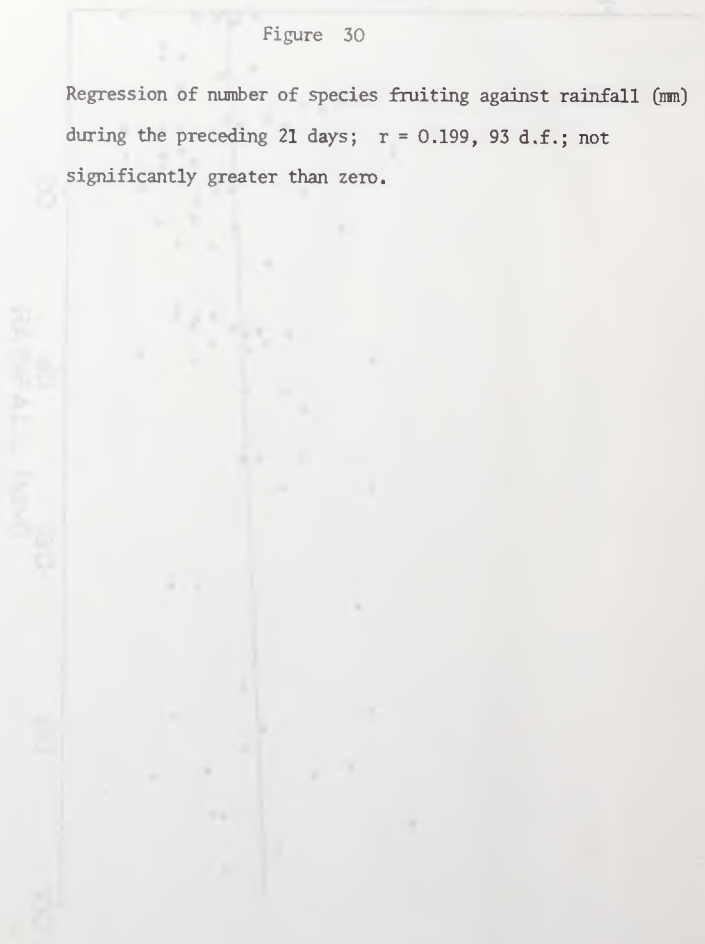 Figure 30
Regression of number of species fruiting against rainfall (mm)
during the preceding 21 days; r = 0.199, 93 d.f.; not
significantly greater than zero.